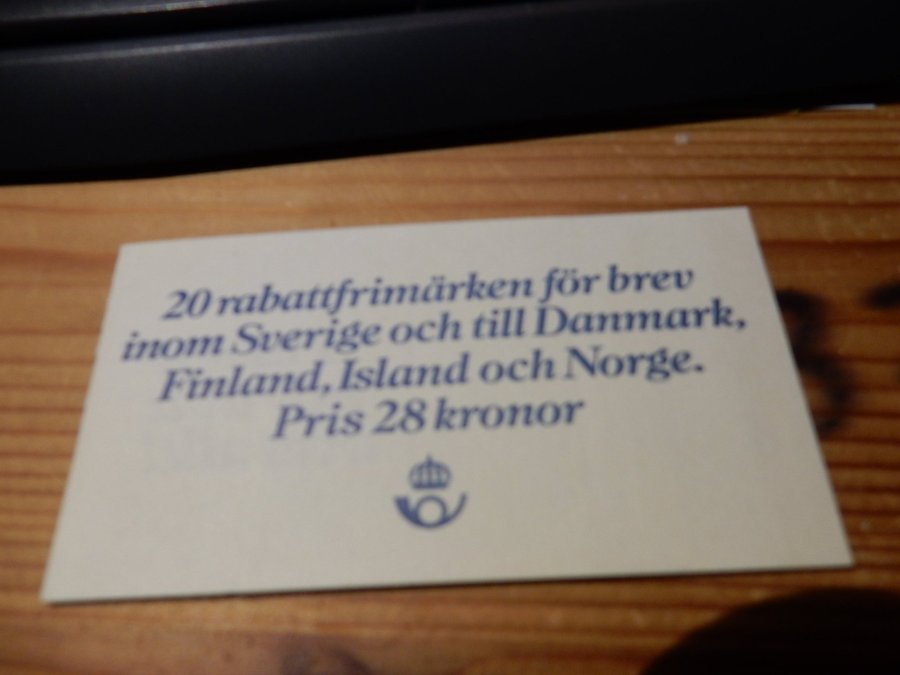 20 rabattfrimärken för brev
inom Sverige och till Danmark,
Finland, Island och Norge.
Pris 28 kronor